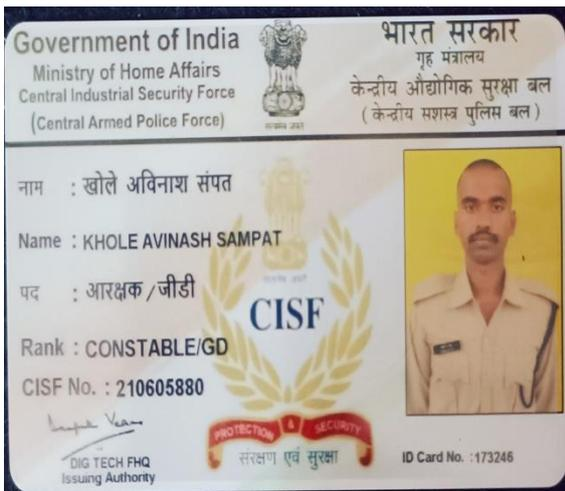 Government of India
Ministry of Home Affairs
Central Industrial Security Force
(Central Armed Police Force)
भारत सरकार
गृह मंत्रालय
केन्द्रीय औद्योगिक सुरक्षा बल
(केन्द्रीय सशस्त्र पुलिस बल)
नाम : खोले अविनाश संपत
Name : KHOLE AVINASH SAMPAT
पद : आरक्षक/जीडी
CISF
Rank : CONSTABLE/GD
CISF No. : 210605880
PROTECTION & SECURITY
संरक्षण एवं सुरक्षा
DIG TECH FHQ
Issuing Authority
ID Card No. :173246